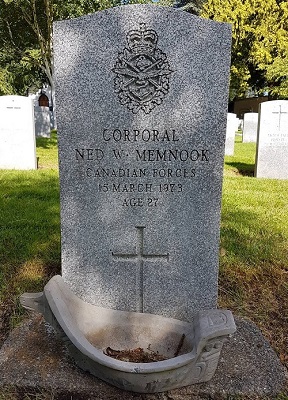 CORPORAL
NED W. MEMNOOK
CANADIAN FORCES
15 MARCH 1973
AGE 27